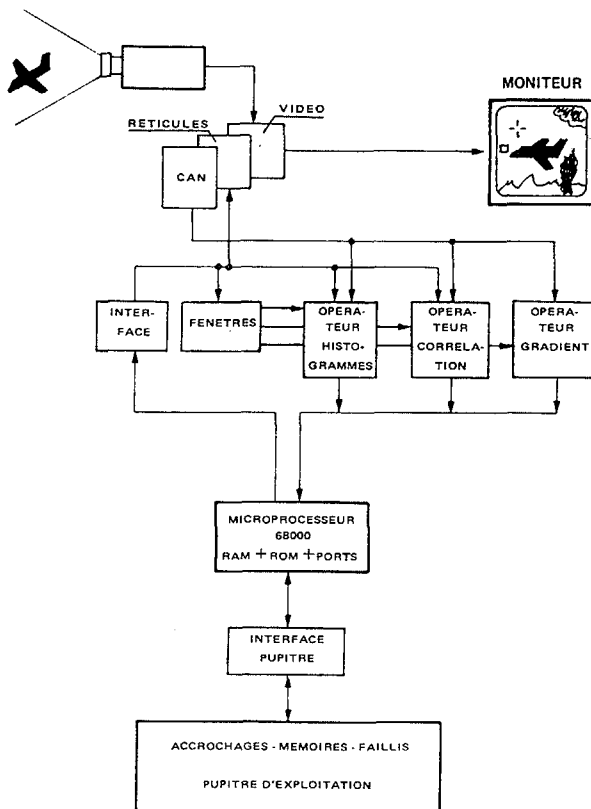 MONITEUR
VIDEO
RETICULES
CAN
INTER-
FACE
FENETRES
OPERA-
TEUR
HISTO-
GRAMMES
OPERA-
TEUR
CORRELA-
TION
OPERA-
TEUR
GRADIENT
MICROPROCESSEUR
68000
RAM + ROM + PORTS
INTERFACE
PUPITRE
ACCROCHAGES - MEMOIRES - FAILLIS
PUPITRE D'EXPLOITATION